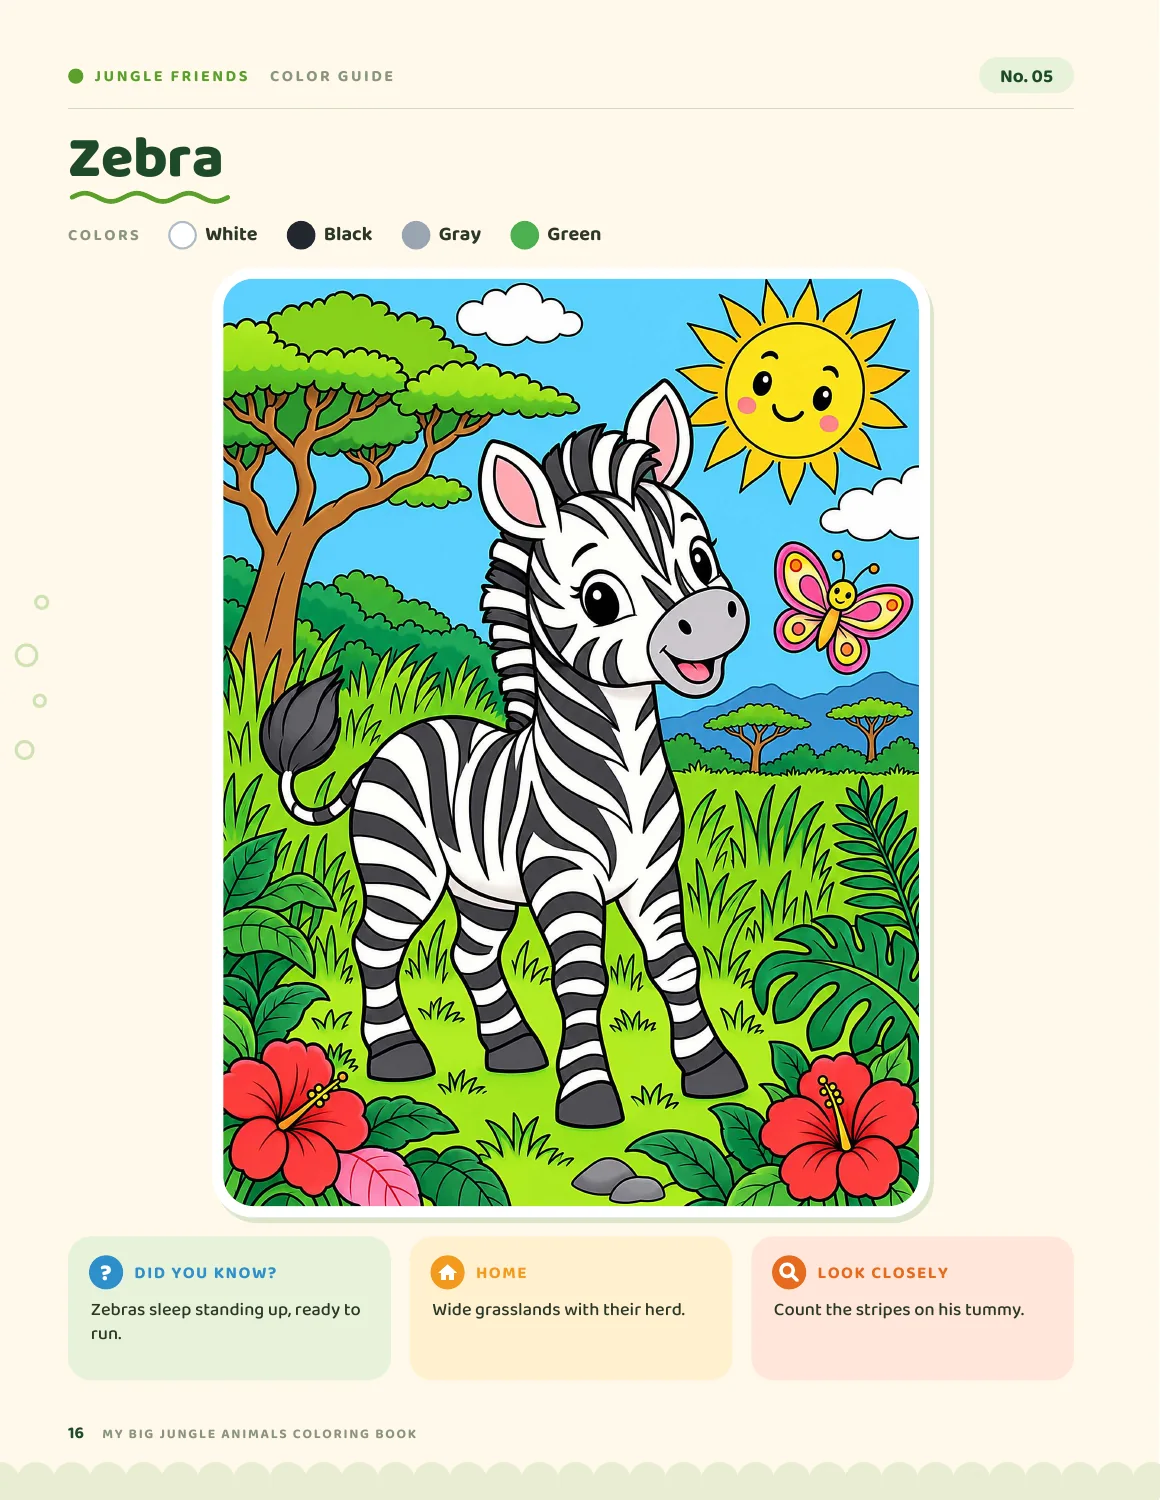 JUNGLE FRIENDS COLOR GUIDE
No. 05
Zebra
COLORS White Black Gray Green
? DID YOU KNOW?
Zebras sleep standing up, ready to
run.
HOME
Wide grasslands with their herd.
LOOK CLOSELY
Count the stripes on his tummy.
16 MY BIG JUNGLE ANIMALS COLORING BOOK